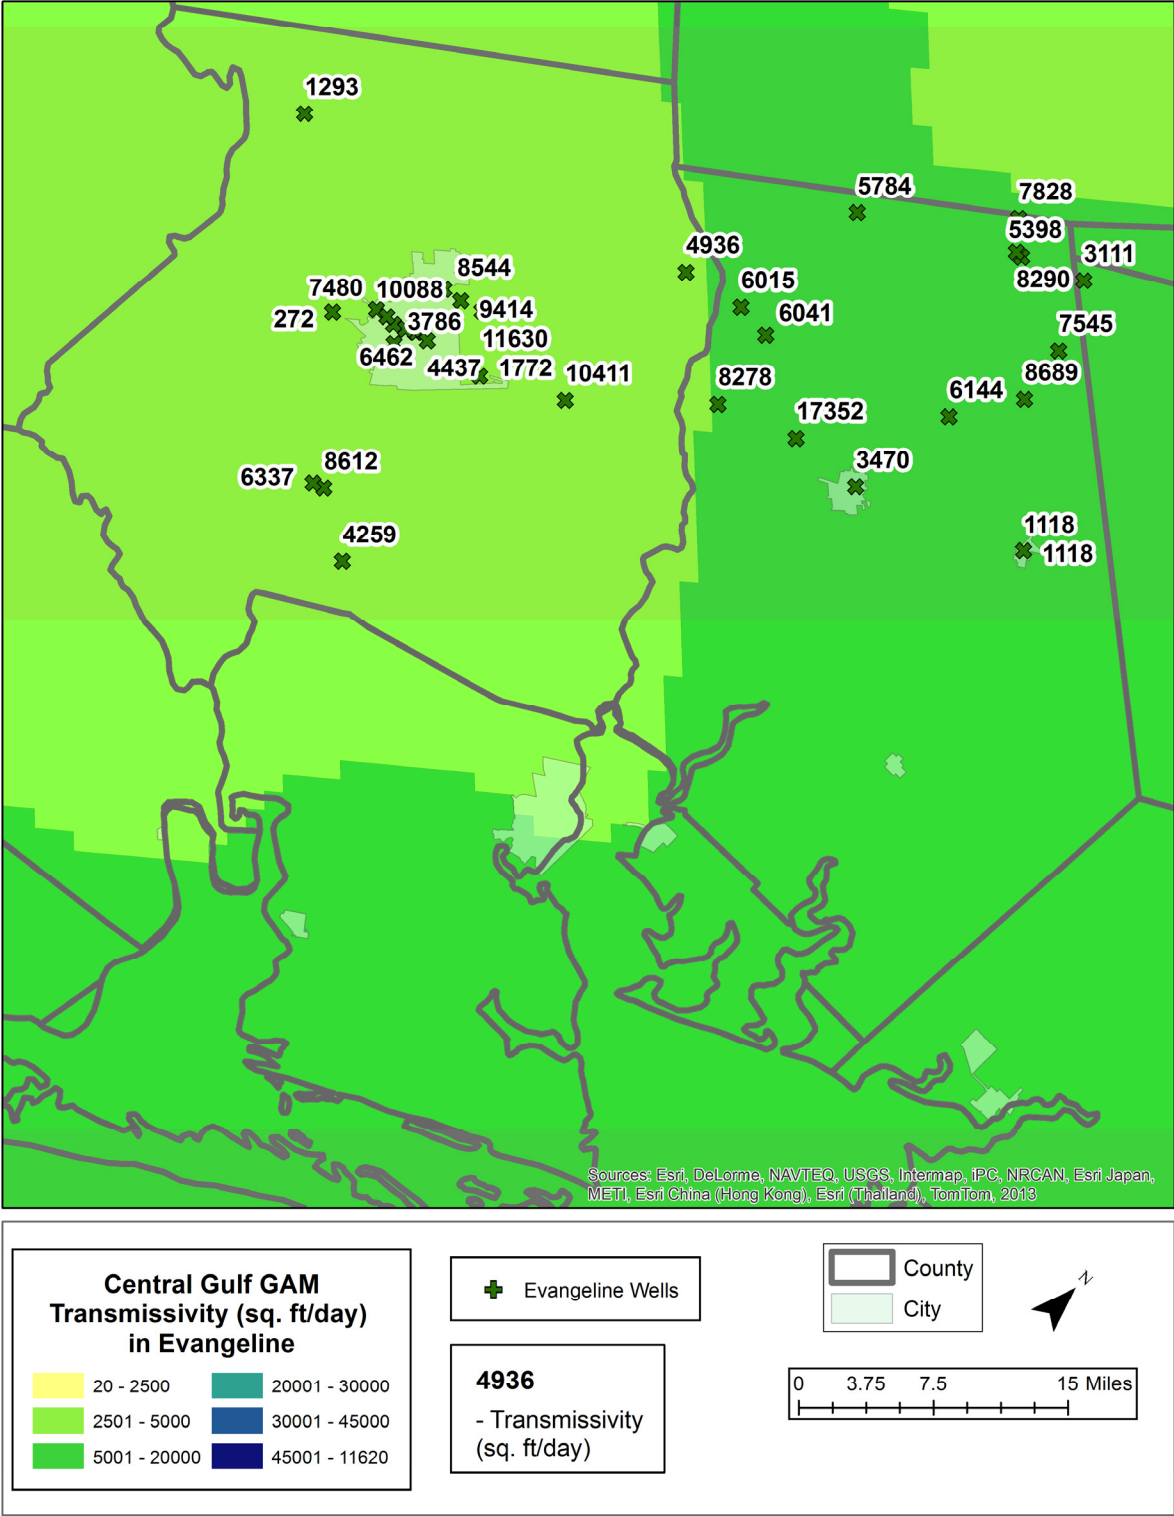 1293
5784
7828
5398
4936
3111
8544
6015
8290
7480
10088
272
9414
6041
3786
7545
11630
6462
4437
1772
10411
8278
8689
6144
17352
8612
6337
3470
4259
1118
1118
Sources: Esri, DeLorme, NAVTEQ, USGS, Intermap, iPC, NRCAN, Esri Japan,
METI, Esri China (Hong Kong), Esri (Thailand), TomTom, 2013
Central Gulf GAM
Transmissivity (sq. ft/day)
in Evangeline
20 - 2500
2501 - 5000
5001 - 20000
20001 - 30000
30001 - 45000
45001 - 11620
Evangeline Wells
4936
- Transmissivity
(sq. ft/day)
County
City
N
0 3.75 7.5 15 Miles